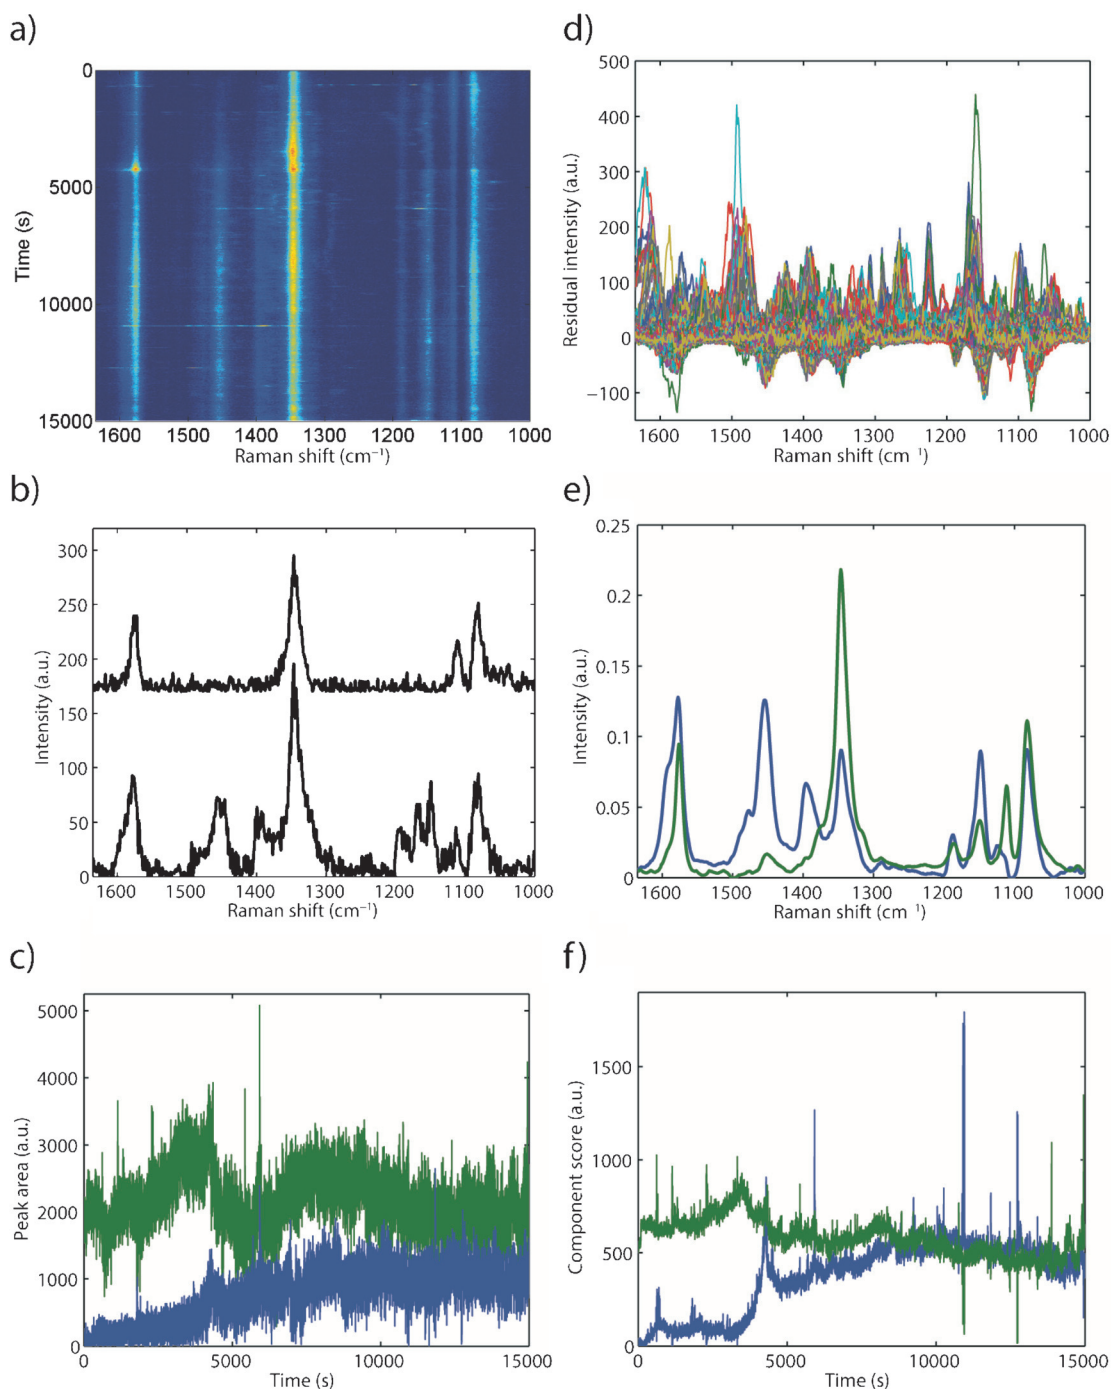 a)
0
5000
10000
15000
Time (s)
1600 1500 1400 1300 1200 1100 1000
Raman shift (cm⁻¹)
b)
300
250
200
150
100
50
0
Intensity (a.u.)
1600 1500 1400 1300 1200 1100 1000
Raman shift (cm⁻¹)
c)
5000
4000
3000
2000
1000
0
Peak area (a.u.)
0 5000 10000 15000
Time (s)
d)
500
400
300
200
100
0
−100
Residual intensity (a.u.)
1600 1500 1400 1300 1200 1100 1000
Raman shift (cm⁻¹)
e)
0.25
0.2
0.15
0.1
0.05
0
Intensity (a.u.)
1600 1500 1400 1300 1200 1100 1000
Raman shift (cm⁻¹)
f)
1500
1000
500
0
Component score (a.u.)
0 5000 10000 15000
Time (s)